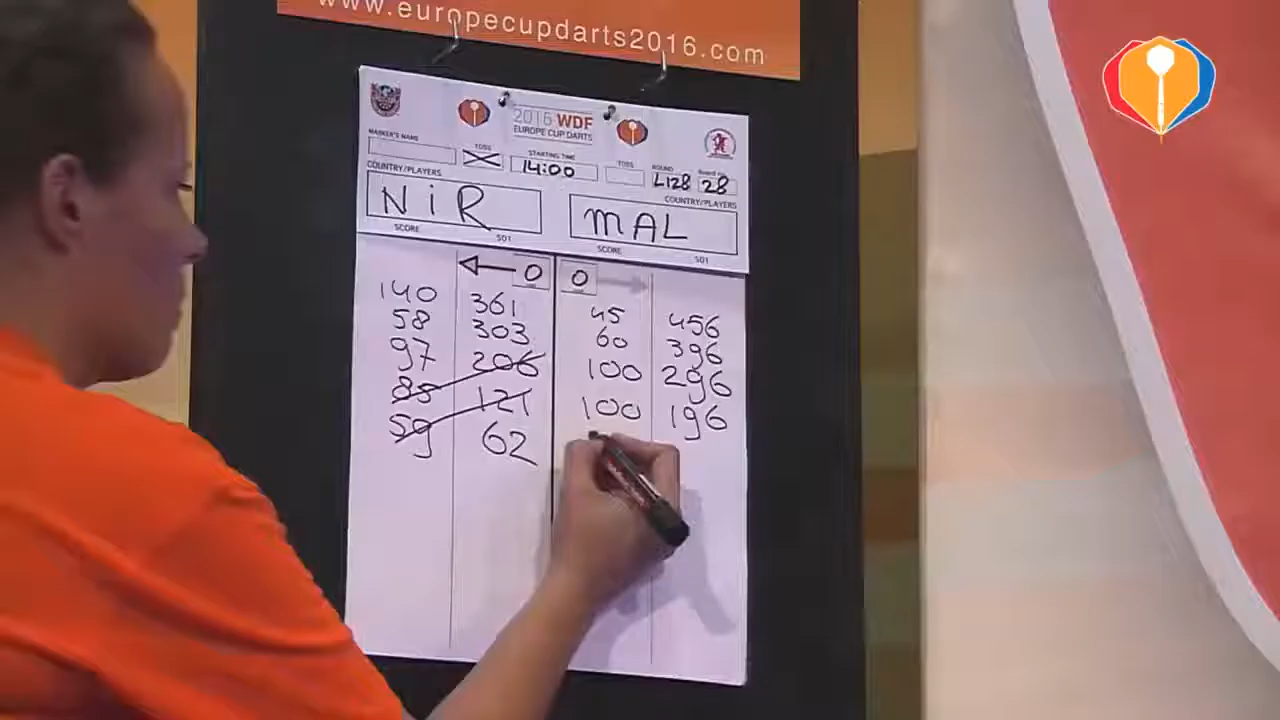 www.europecupdarts2016.com
2016 WDF
EUROPE CUP DARTS
MARKER'S NAME
TOSS
STARTING TIME
TOSS
ROUND
Board no.
14:00
L128
28
COUNTRY/PLAYERS
COUNTRY/PLAYERS
NiR
MAL
SCORE
501
SCORE
501
0
0
140 361 45 456
58 303 60 396
97 206 100 296
85 121 100 196
59 62